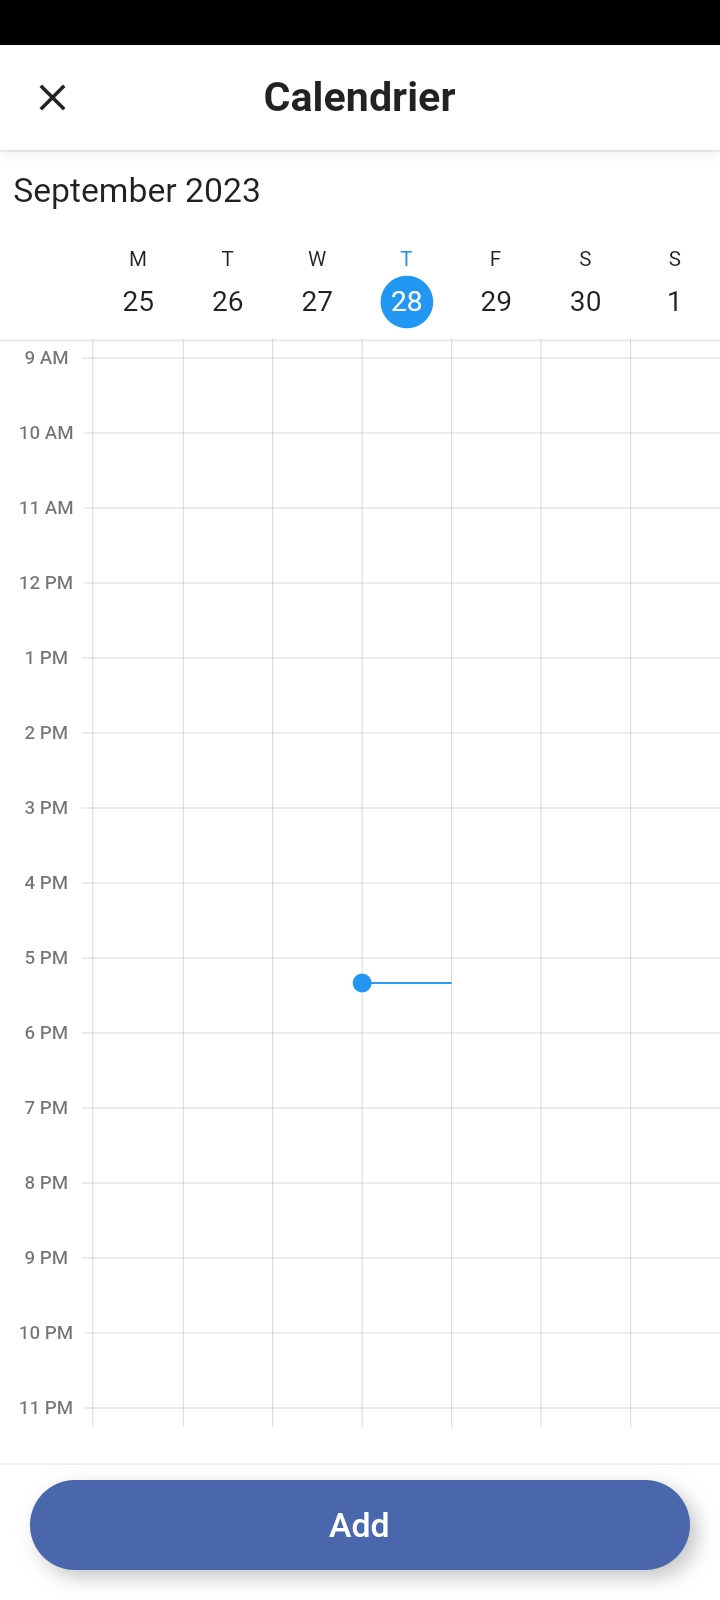 Calendrier
September 2023
M T W T F S S
25 26 27 28 29 30 1
9 AM
10 AM
11 AM
12 PM
1 PM
2 PM
3 PM
4 PM
5 PM
6 PM
7 PM
8 PM
9 PM
10 PM
11 PM
Add